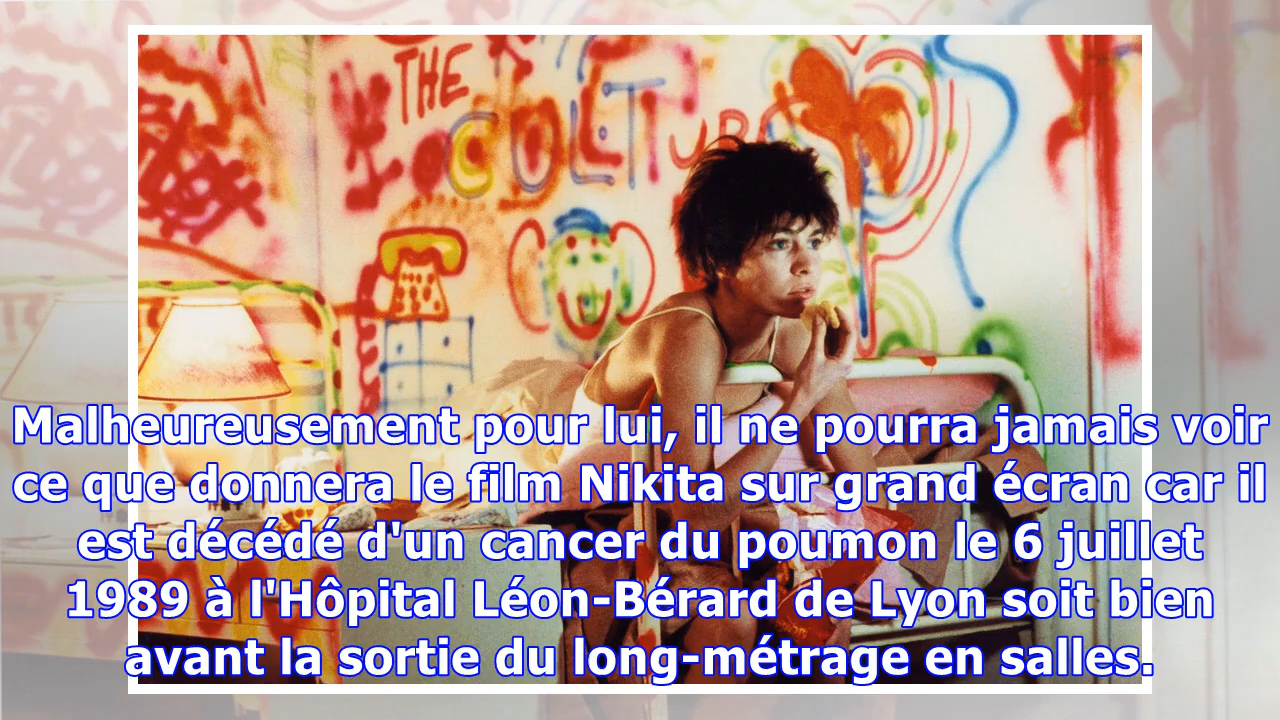 THE
CULTURE
Malheureusement pour lui, il ne pourra jamais voir
ce que donnera le film Nikita sur grand écran car il
est décédé d'un cancer du poumon le 6 juillet
1989 à l'Hôpital Léon-Bérard de Lyon soit bien
avant la sortie du long-métrage en salles.